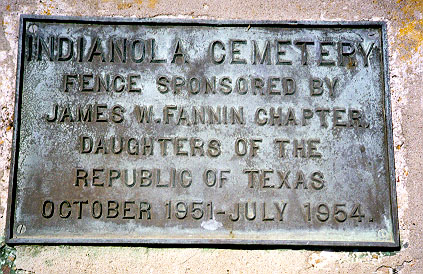 INDIANOLA CEMETERY
FENCE SPONSORED BY
JAMES W. FANNIN CHAPTER,
DAUGHTERS OF THE
REPUBLIC OF TEXAS
OCTOBER 1951-JULY 1954.